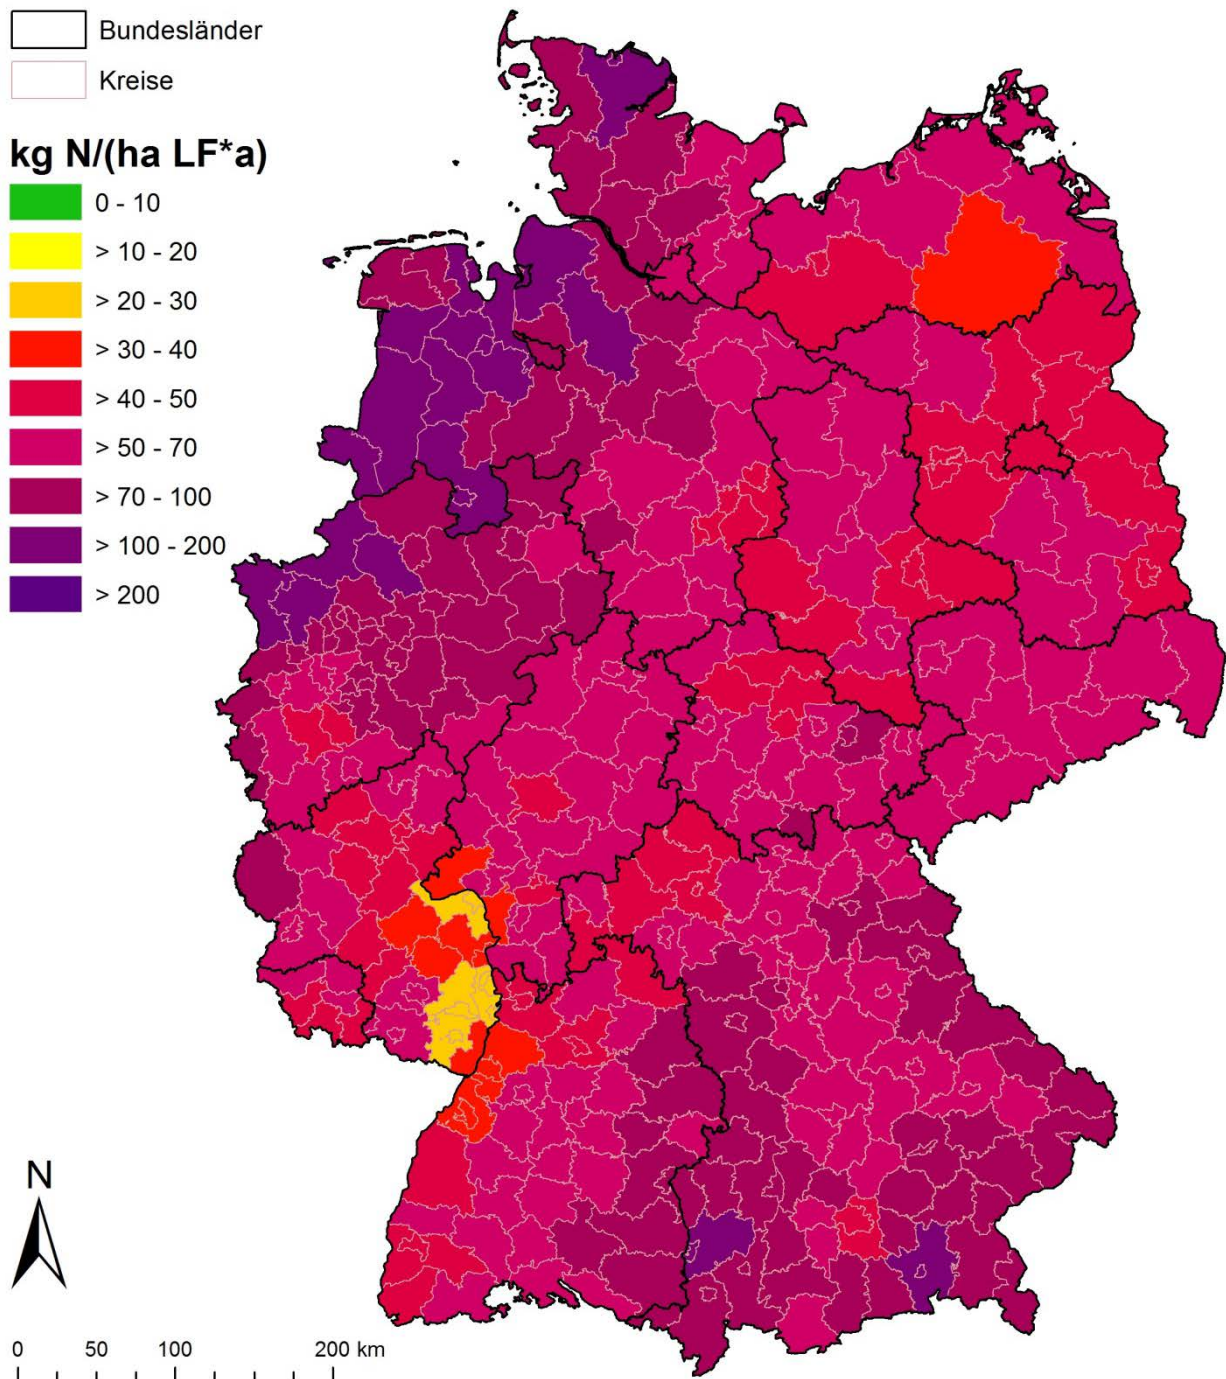 Bundesländer
Kreise
kg N/(ha LF*a)
0 - 10
> 10 - 20
> 20 - 30
> 30 - 40
> 40 - 50
> 50 - 70
> 70 - 100
> 100 - 200
> 200
N
0 50 100 200 km